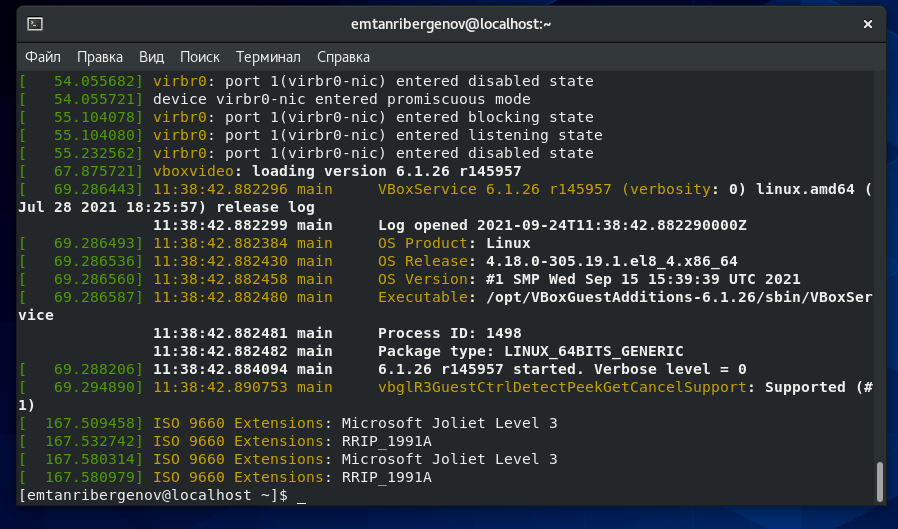 emtanribergenov@localhost:~
Файл Правка Вид Поиск Терминал Справка
[   54.055682] virbr0: port 1(virbr0-nic) entered disabled state
[   54.055721] device virbr0-nic entered promiscuous mode
[   55.104078] virbr0: port 1(virbr0-nic) entered blocking state
[   55.104080] virbr0: port 1(virbr0-nic) entered listening state
[   55.232562] virbr0: port 1(virbr0-nic) entered disabled state
[   67.875721] vboxvideo: loading version 6.1.26 r145957
[   69.286443] 11:38:42.882296 main     VBoxService 6.1.26 r145957 (verbosity: 0) linux.amd64 (
Jul 28 2021 18:25:57) release log
               11:38:42.882299 main     Log opened 2021-09-24T11:38:42.882290000Z
[   69.286493] 11:38:42.882384 main     OS Product: Linux
[   69.286536] 11:38:42.882430 main     OS Release: 4.18.0-305.19.1.el8_4.x86_64
[   69.286560] 11:38:42.882458 main     OS Version: #1 SMP Wed Sep 15 15:39:39 UTC 2021
[   69.286587] 11:38:42.882480 main     Executable: /opt/VBoxGuestAdditions-6.1.26/sbin/VBoxSer
vice
               11:38:42.882481 main     Process ID: 1498
               11:38:42.882482 main     Package type: LINUX_64BITS_GENERIC
[   69.288206] 11:38:42.884094 main     6.1.26 r145957 started. Verbose level = 0
[   69.294890] 11:38:42.890753 main     vbglR3GuestCtrlDetectPeekGetCancelSupport: Supported (#
1)
[  167.509458] ISO 9660 Extensions: Microsoft Joliet Level 3
[  167.532742] ISO 9660 Extensions: RRIP_1991A
[  167.580314] ISO 9660 Extensions: Microsoft Joliet Level 3
[  167.580979] ISO 9660 Extensions: RRIP_1991A
[emtanribergenov@localhost ~]$ _